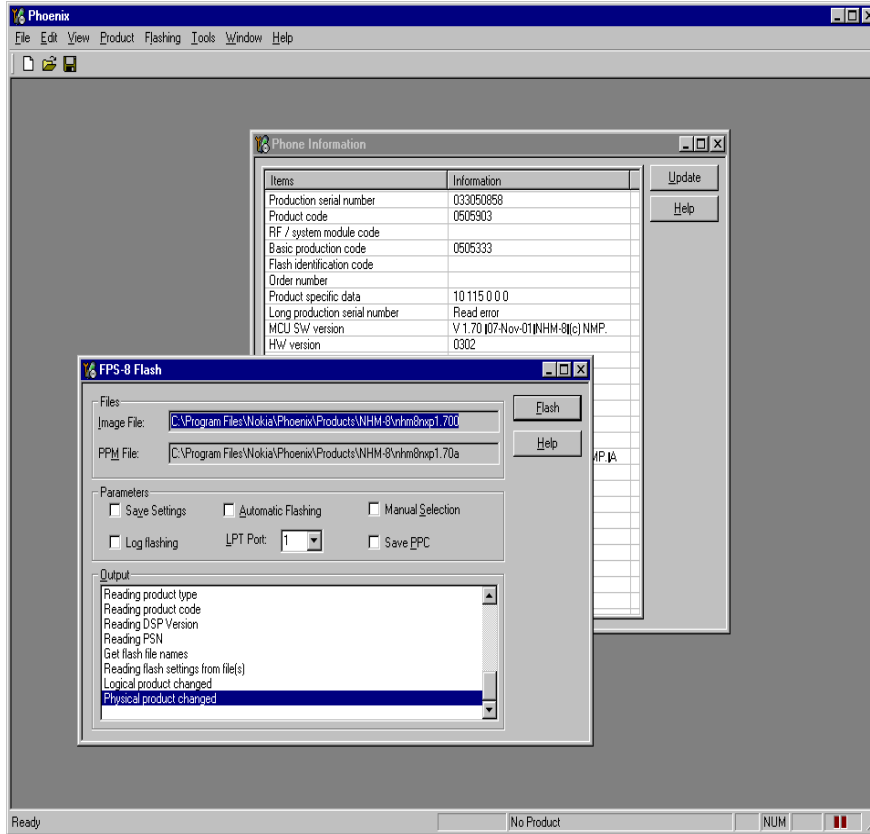 Phoenix
File Edit View Product Flashing Tools Window Help
Phone Information
Items Information
Production serial number 033050858
Product code 0505903
RF / system module code
Basic production code 0505333
Flash identification code
Order number
Product specific data 10 115 0 0 0
Long production serial number Read error
MCU SW version V 1.70 |07-Nov-01|NHM-8|(c) NMP.
HW version 0302
Update
Help
MP.|A
FPS-8 Flash
Files
Image File: C:\Program Files\Nokia\Phoenix\Products\NHM-8\nhm8nxp1.700
PPM File: C:\Program Files\Nokia\Phoenix\Products\NHM-8\nhm8nxp1.70a
Flash
Help
Parameters
Save Settings Automatic Flashing Manual Selection
Log flashing LPT Port: 1 Save PPC
Output
Reading product type
Reading product code
Reading DSP Version
Reading PSN
Get flash file names
Reading flash settings from file(s)
Logical product changed
Physical product changed
Ready No Product NUM